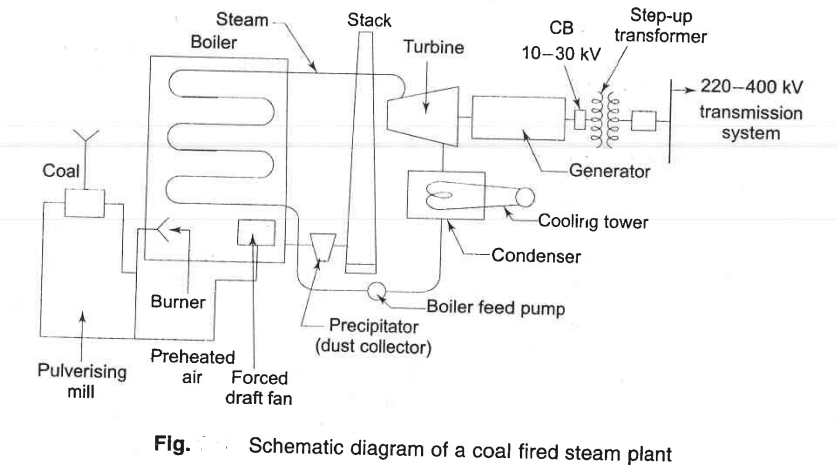 Steam
Boiler
Stack
Turbine
CB
10–30 kV
Step-up
transformer
220–400 kV
transmission
system
Coal
Generator
Cooling tower
Condenser
Burner
Boiler feed pump
Precipitator
(dust collector)
Preheated
air
Forced
draft fan
Pulverising
mill
Fig. Schematic diagram of a coal fired steam plant